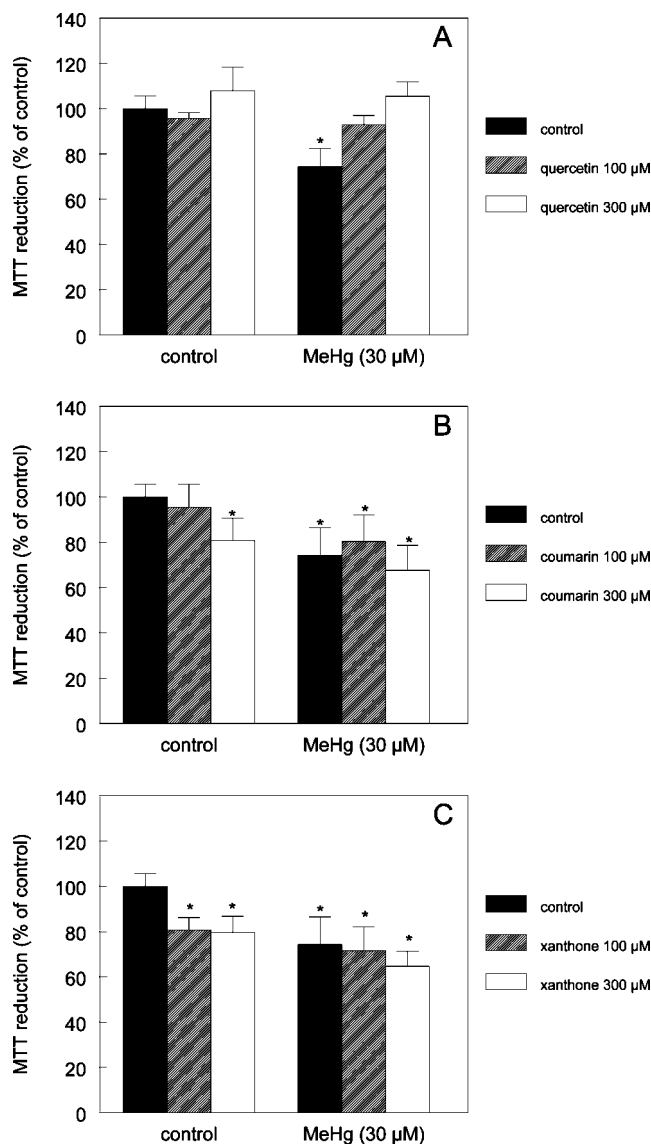 A
MTT reduction (% of control)
140
120
100
80
60
40
20
0
*
control
MeHg (30 µM)
control
quercetin 100 µM
quercetin 300 µM
B
MTT reduction (% of control)
140
120
100
80
60
40
20
0
*
*
*
*
control
MeHg (30 µM)
control
coumarin 100 µM
coumarin 300 µM
C
MTT reduction (% of control)
140
120
100
80
60
40
20
0
*
*
*
*
*
control
MeHg (30 µM)
control
xanthone 100 µM
xanthone 300 µM